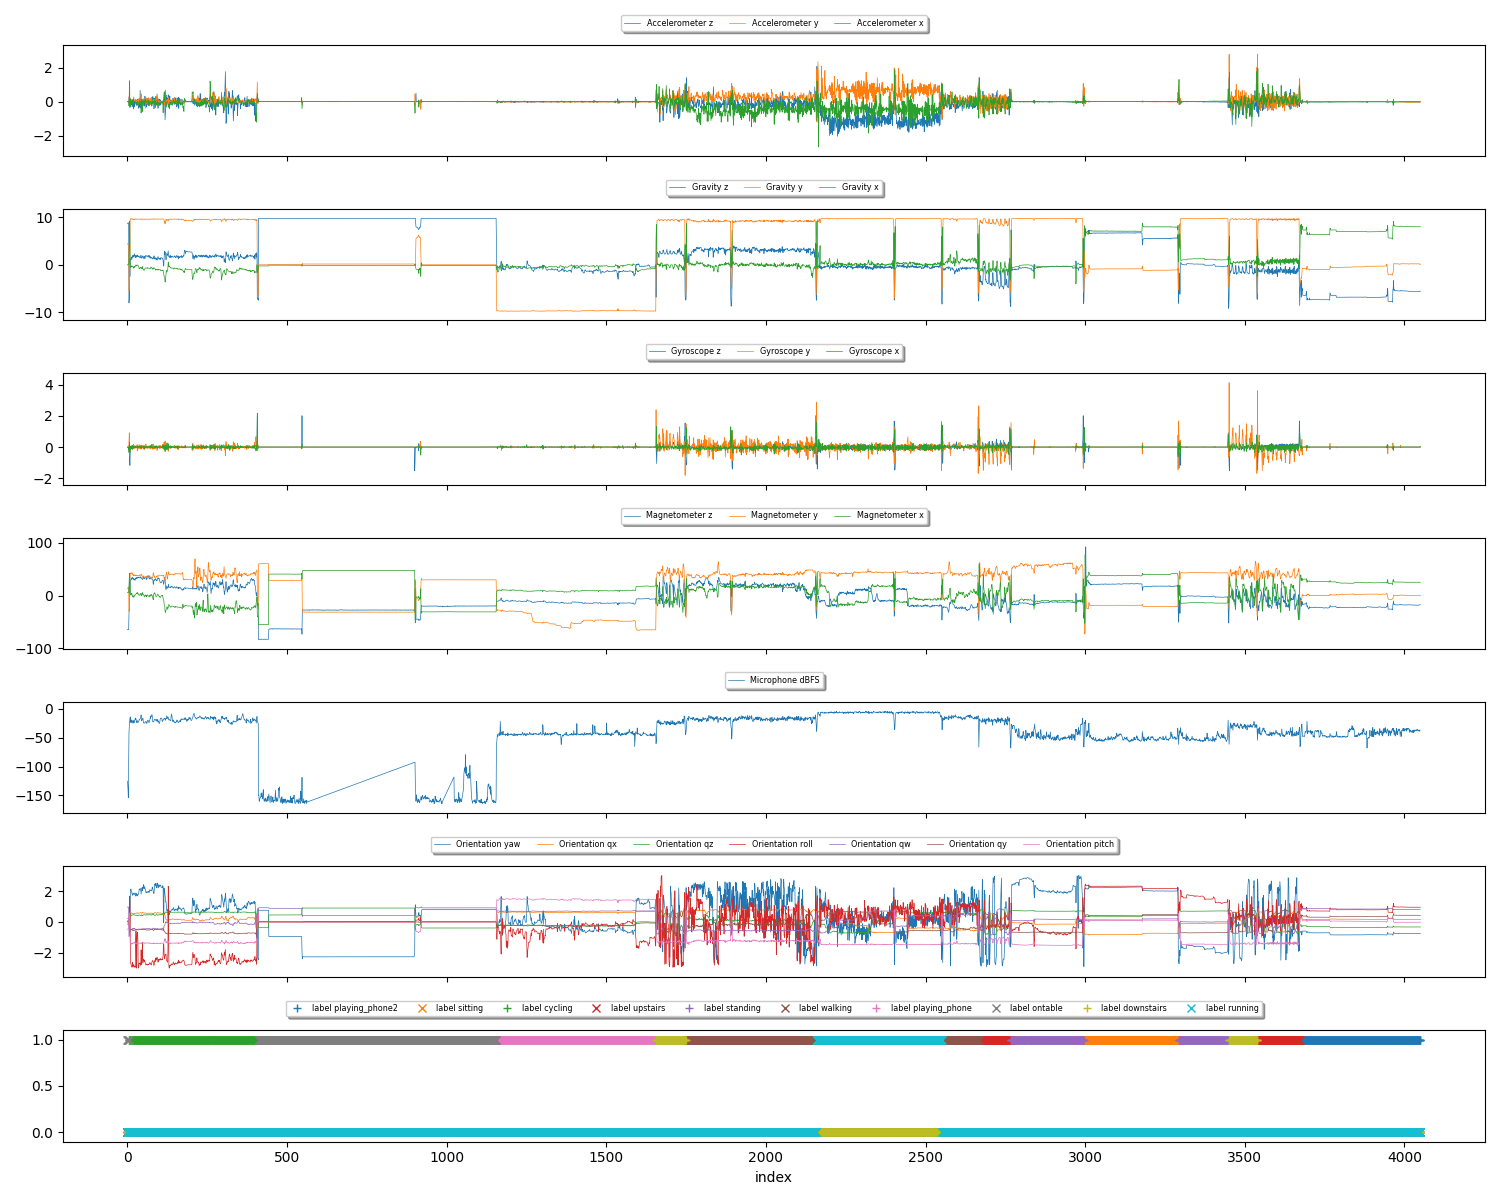 Accelerometer z Accelerometer y Accelerometer x
2
0
−2
Gravity z Gravity y Gravity x
10
0
−10
Gyroscope z Gyroscope y Gyroscope x
4
2
0
−2
Magnetometer z Magnetometer y Magnetometer x
100
0
−100
Microphone dBFS
0
−50
−100
−150
Orientation yaw Orientation qx Orientation qz Orientation roll Orientation qw Orientation qy Orientation pitch
2
0
−2
label playing_phone2 label sitting label cycling label upstairs label standing label walking label playing_phone label ontable label downstairs label running
1.0
0.5
0.0
0 500 1000 1500 2000 2500 3000 3500 4000
index